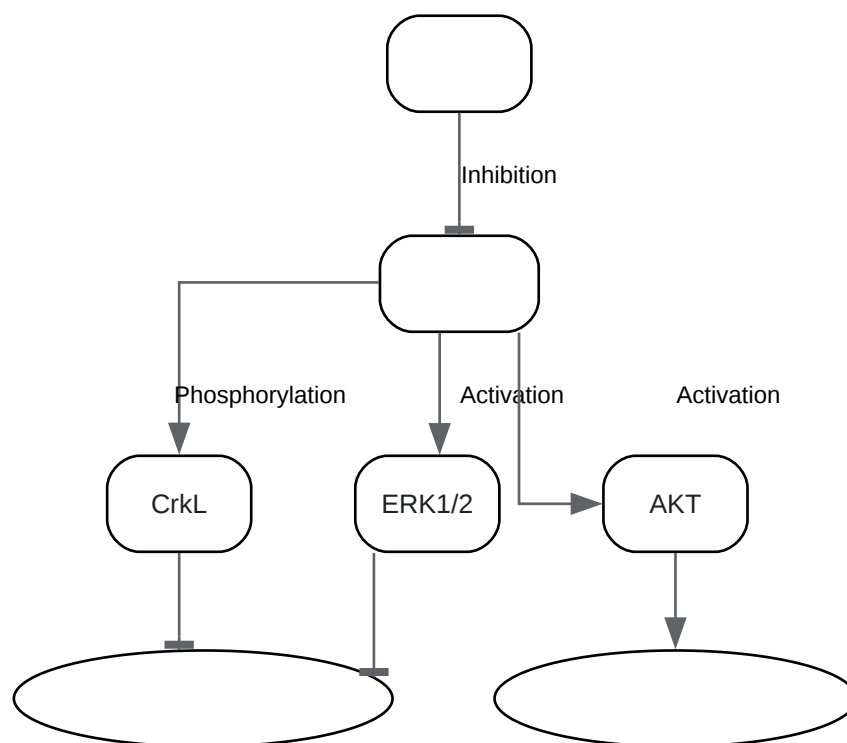 Inhibition
Phosphorylation
Activation
Activation
CrkL
ERK1/2
AKT